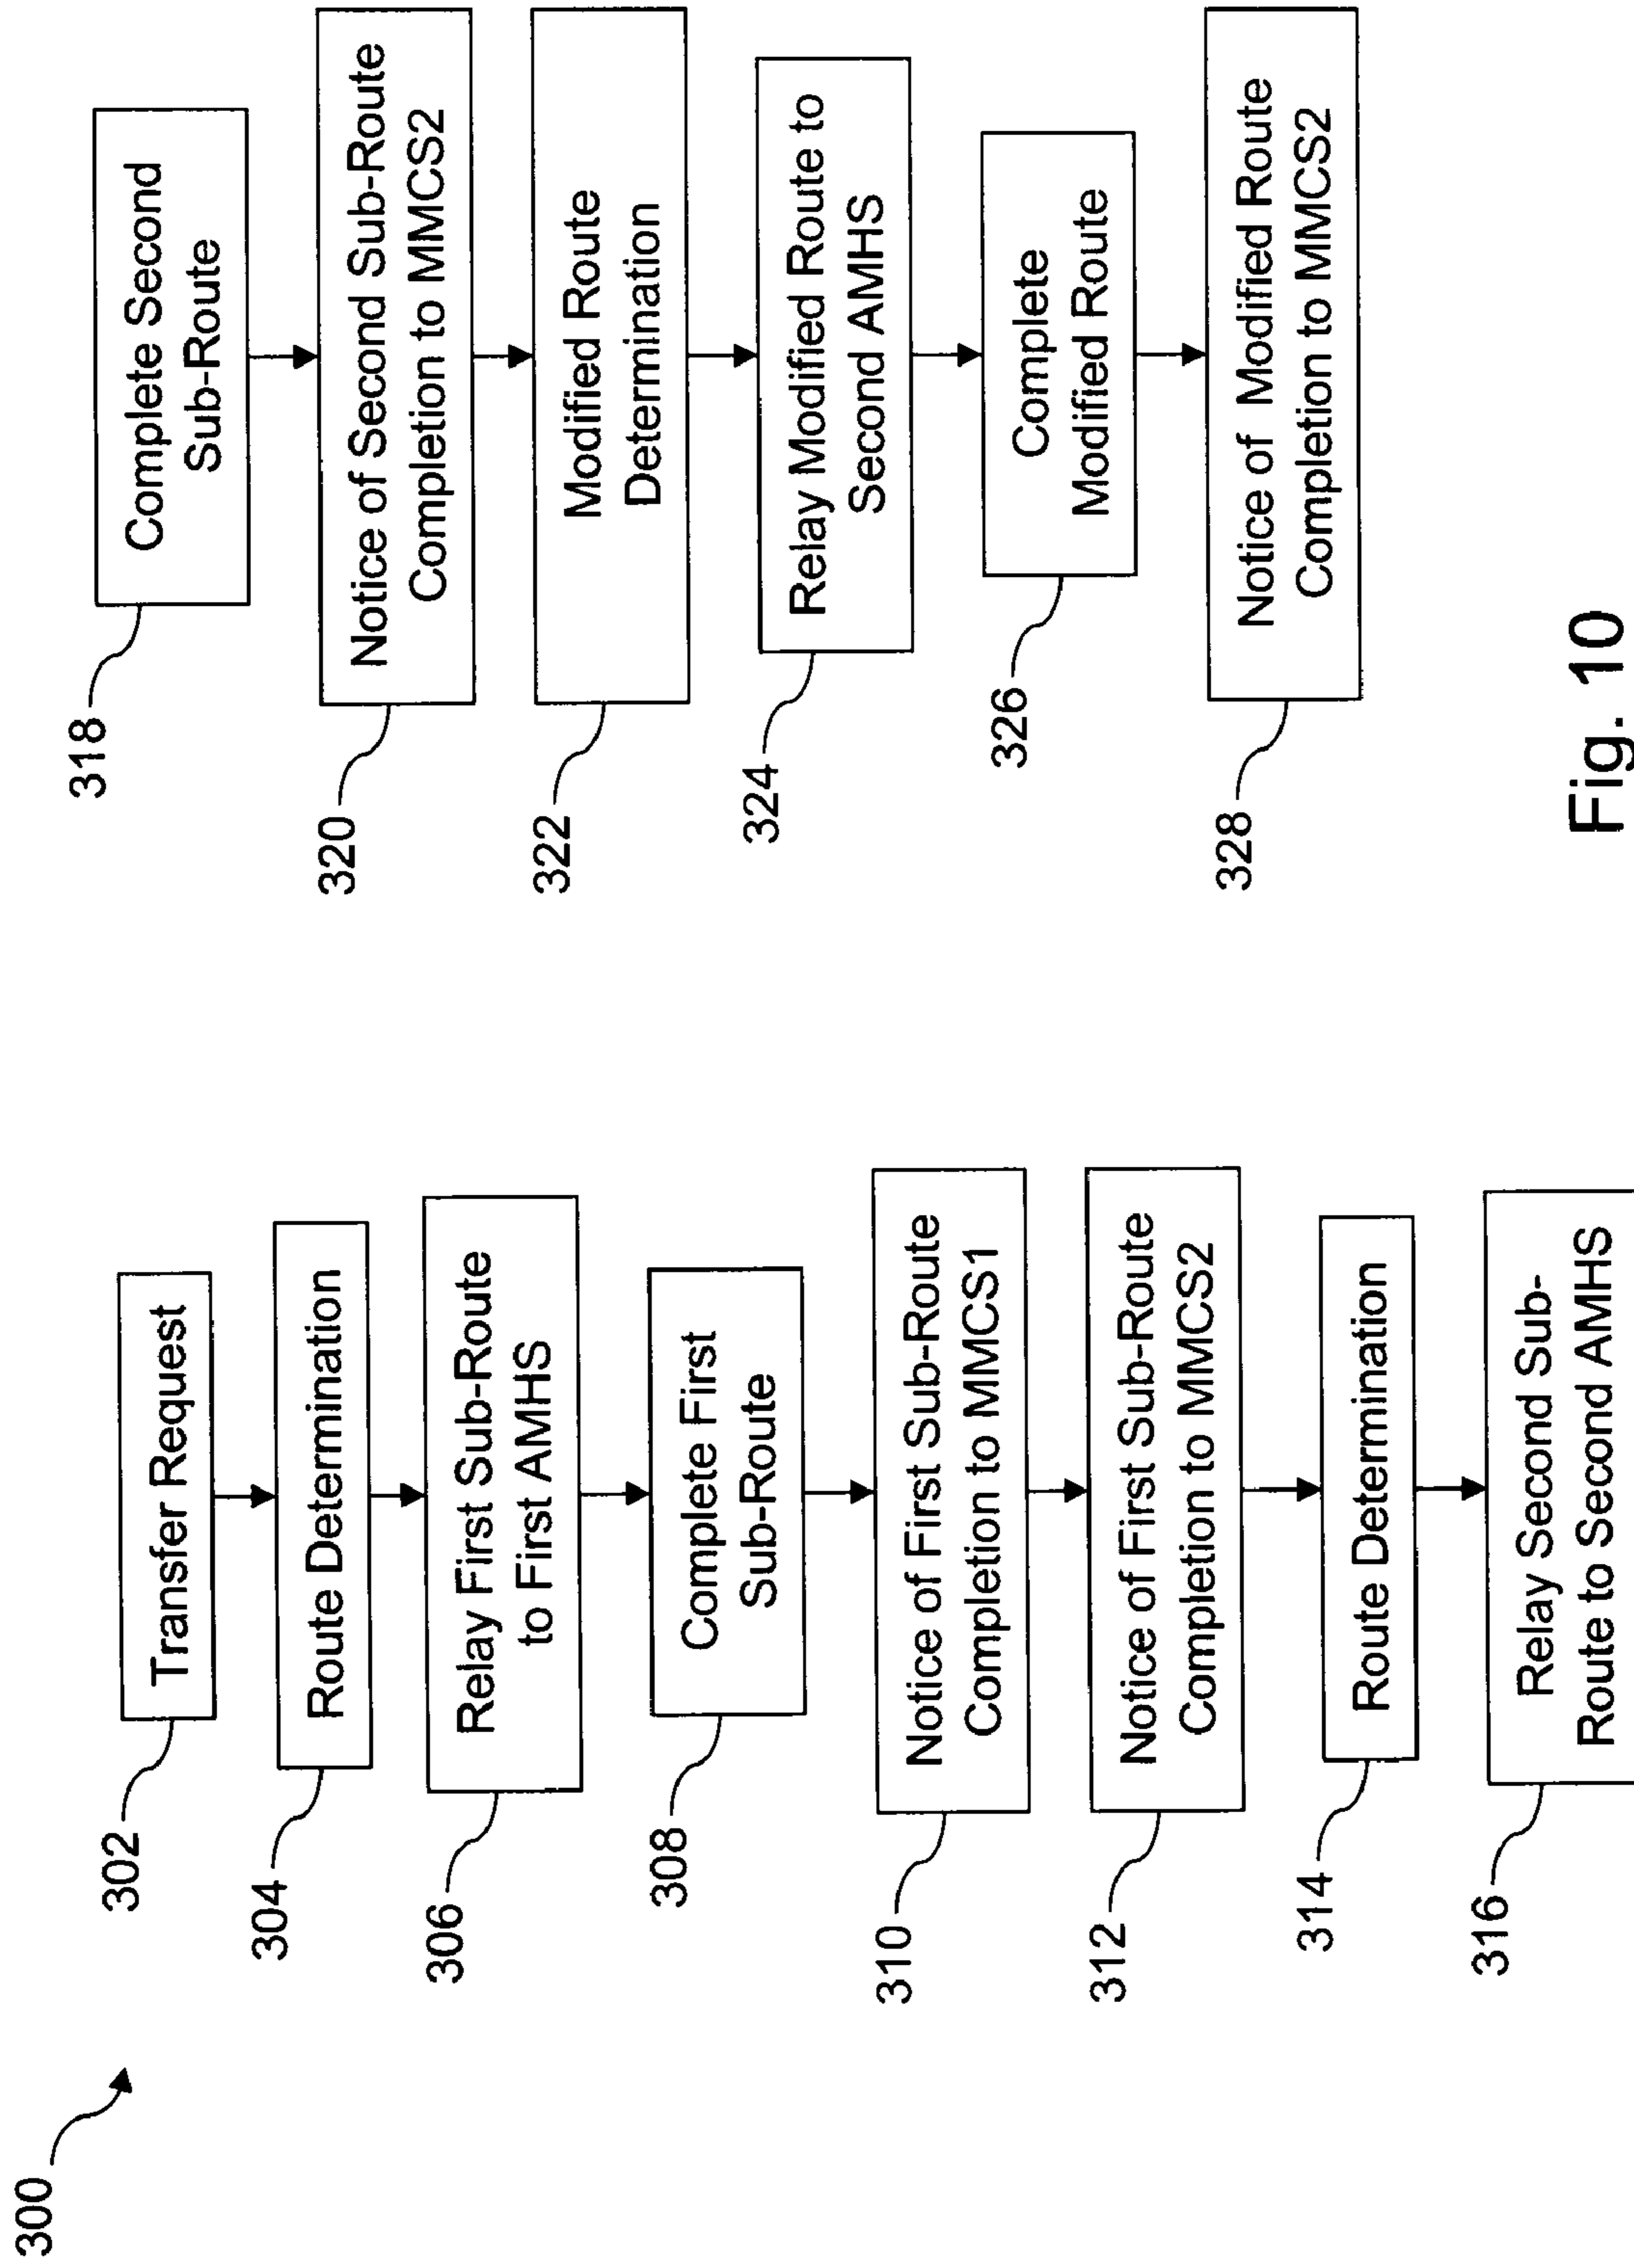 300
302
Transfer Request
304
Route Determination
306
Relay First Sub-Route
to First AMHS
308
Complete First
Sub-Route
310
Notice of First Sub-Route
Completion to MMCS1
312
Notice of First Sub-Route
Completion to MMCS2
314
Route Determination
316
Relay Second Sub-
Route to Second AMHS
318
Complete Second
Sub-Route
320
Notice of Second Sub-Route
Completion to MMCS2
322
Modified Route
Determination
324
Relay Modified Route to
Second AMHS
326
Complete
Modified Route
328
Notice of Modified Route
Completion to MMCS2
Fig. 10